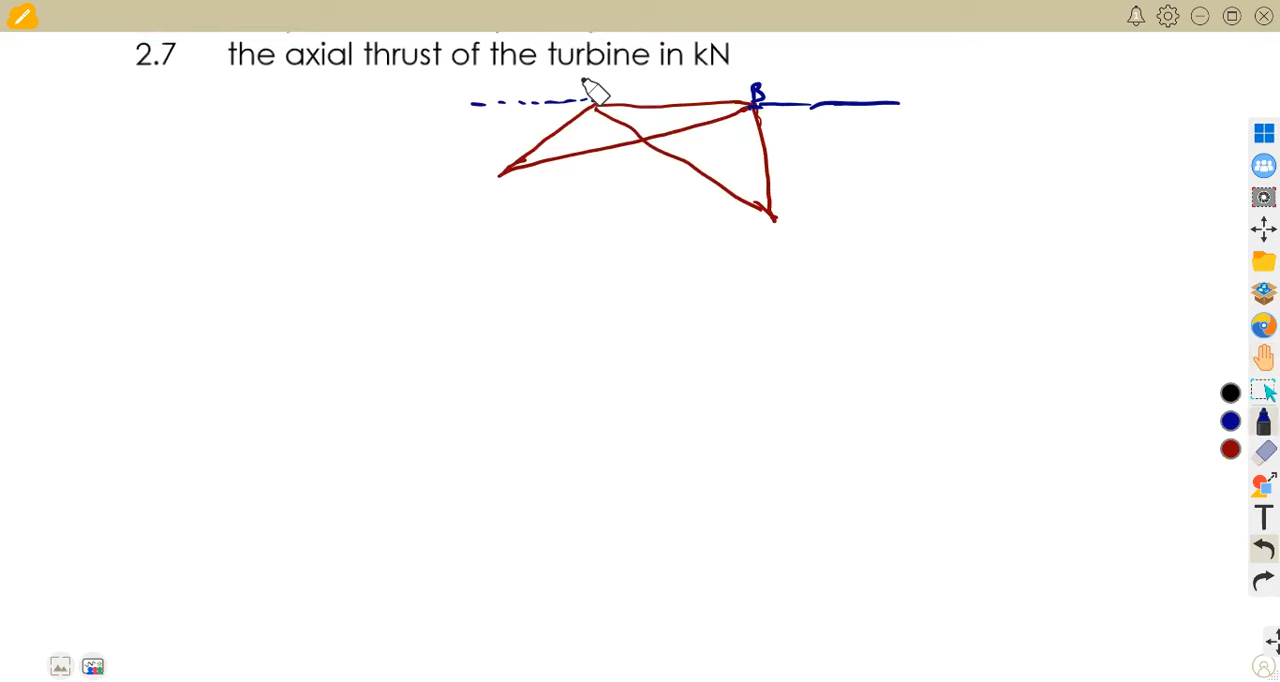 2.7 the axial thrust of the turbine in kN
B